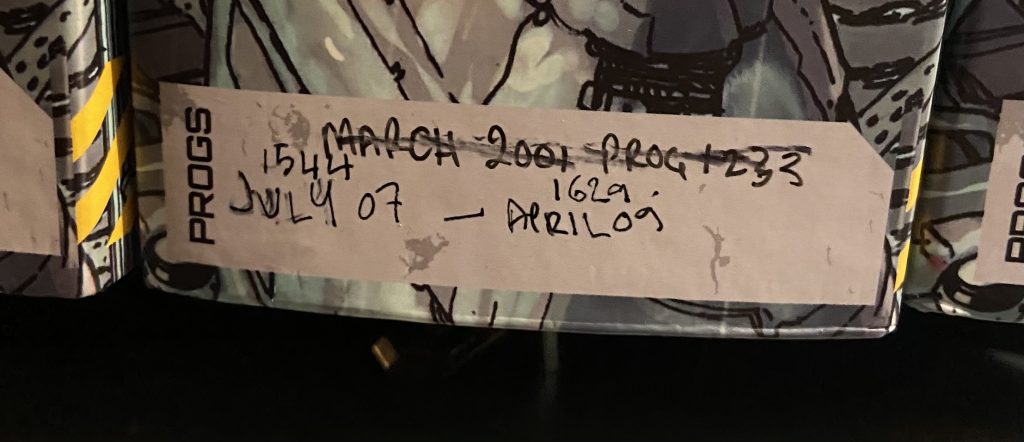 PROGS
MARCH 2001 PROG 1233
1544 1629
JULY 07 — APRIL 09